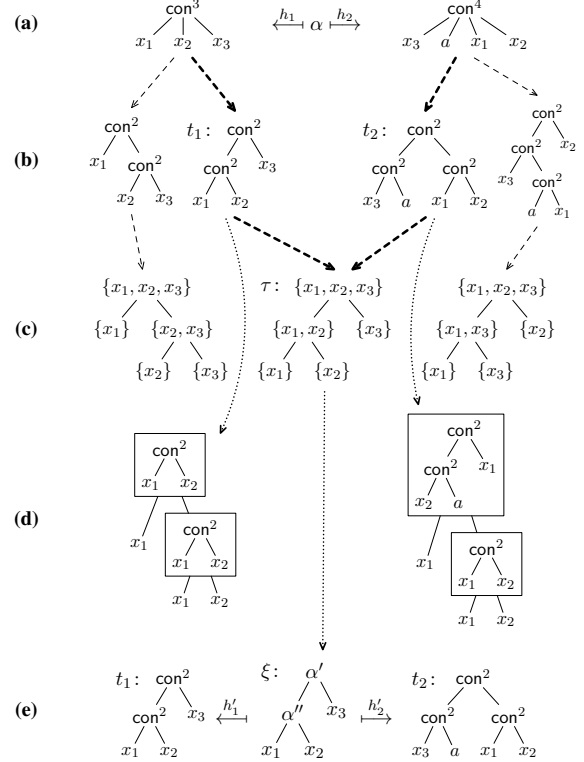 (a) con³ h₁ α h₂ con⁴
x₁ x₂ x₃ x₃ a x₁ x₂
(b) con² t₁: con² t₂: con² con²
x₁ con² con² x₃ con² con² con² x₂
x₂ x₃ x₁ x₂ x₃ a x₁ x₂ x₃ con²
a x₁
(c) {x₁, x₂, x₃} τ: {x₁, x₂, x₃} {x₁, x₂, x₃}
{x₁} {x₂, x₃} {x₁, x₂} {x₃} {x₁, x₃} {x₂}
{x₂} {x₃} {x₁} {x₂} {x₁} {x₃}
(d) con² con²
x₁ x₂ con² x₁
x₂ a
x₁ con² x₁ con²
x₁ x₂ x₁ x₂
x₁ x₂ x₁ x₂
(e) t₁: con² ξ: α′ t₂: con²
con² x₃ h′₁ α″ x₃ h′₂ con² con²
x₁ x₂ x₁ x₂ x₃ a x₁ x₂